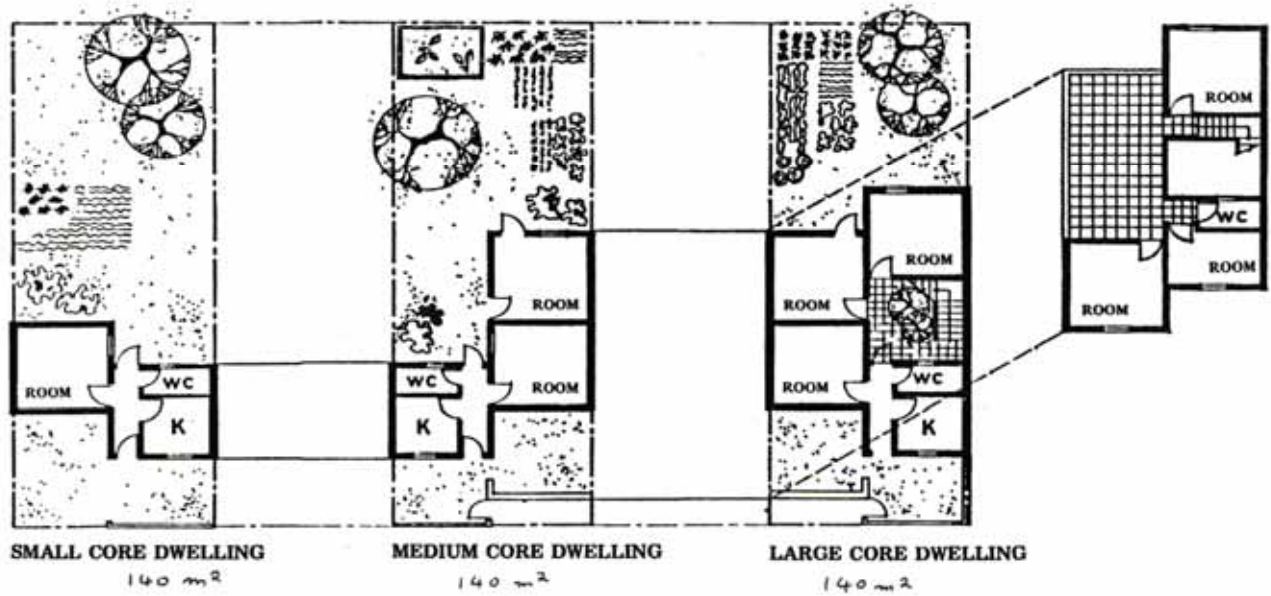 ROOM
WC
K
WC
K
ROOM
ROOM
ROOM
ROOM
ROOM
WC
K
ROOM
WC
ROOM
ROOM
SMALL CORE DWELLING
140 m²
MEDIUM CORE DWELLING
140 m²
LARGE CORE DWELLING
140 m²